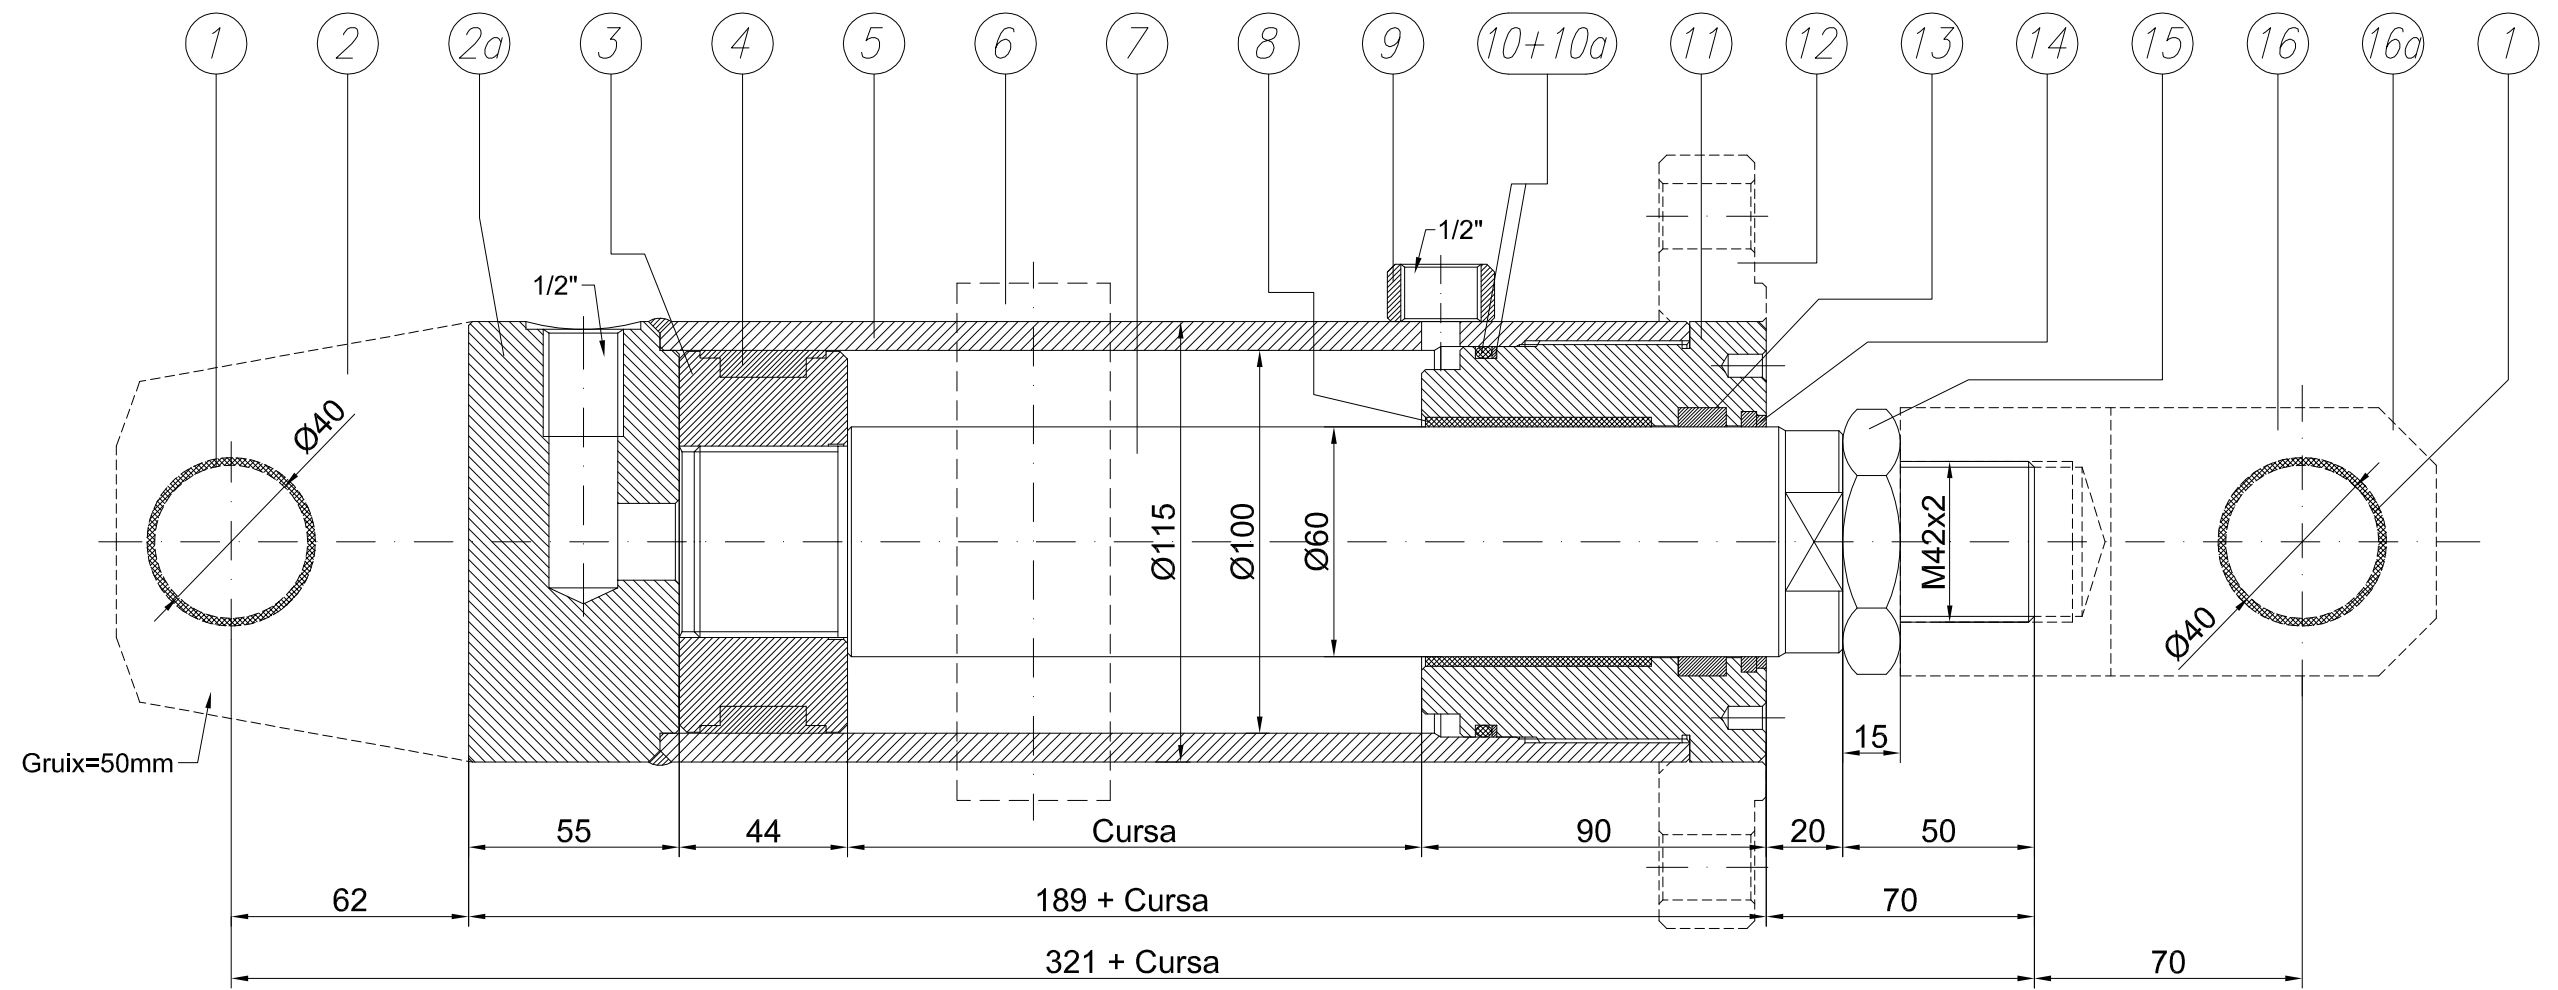 1 2 2a 3 4 5 6 7 8 9 10+10a 11 12 13 14 15 16 16a 1
1/2"
1/2"
Ø40
Ø115
Ø100
Ø60
M42x2
Ø40
Gruix=50mm
15
55 44 Cursa 90 20 50
62 189 + Cursa 70
321 + Cursa 70